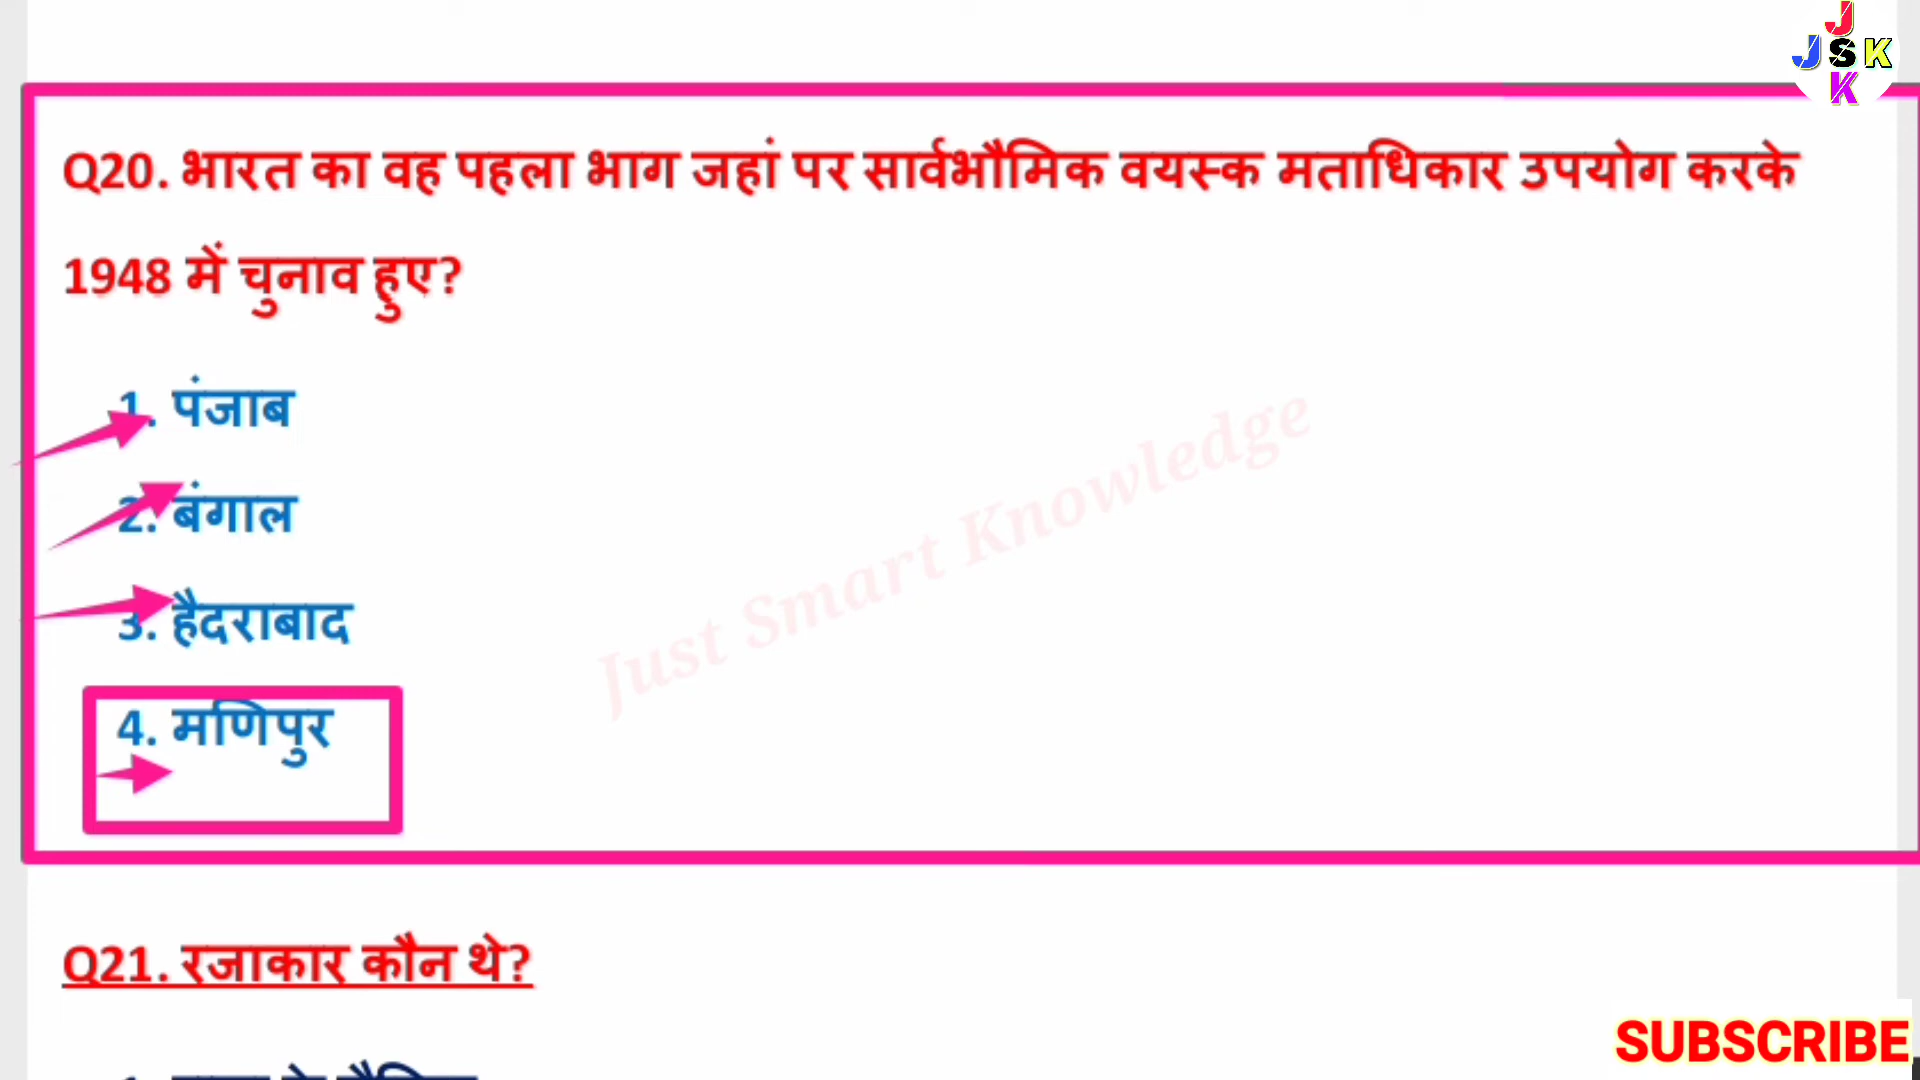 J
JSK
K
Q20. भारत का वह पहला भाग जहां पर सार्वभौमिक वयस्क मताधिकार उपयोग करके
1948 में चुनाव हुए?
1. पंजाब
2. बंगाल
3. हैदराबाद
4. मणिपुर
Just Smart Knowledge
Q21. रजाकार कौन थे?
SUBSCRIBE